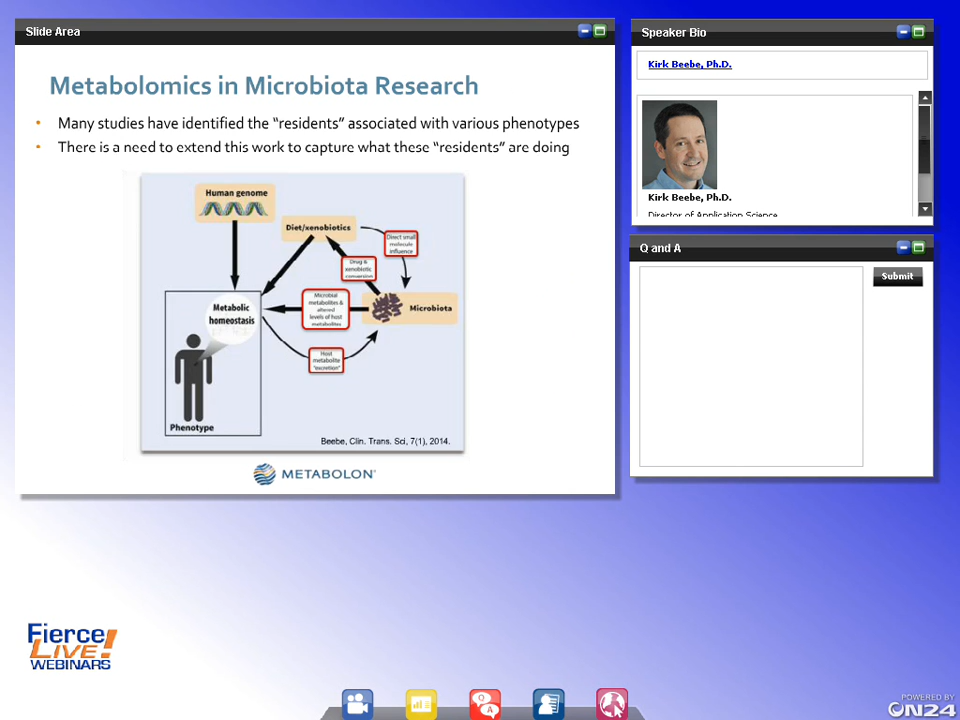 Slide Area
Metabolomics in Microbiota Research
• Many studies have identified the “residents” associated with various phenotypes
• There is a need to extend this work to capture what these “residents” are doing
Human genome
Diet/xenobiotics
Direct small
molecule
influence
Drug &
xenobiotic
conversion
Microbial
metabolites &
altered
levels of host
metabolites
Microbiota
Metabolic
homeostasis
Host
metabolite
"excretion"
Phenotype
Beebe, Clin. Trans. Sci, 7(1), 2014.
METABOLON
Speaker Bio
Kirk Beebe, Ph.D.
Kirk Beebe, Ph.D.
Director of Application Science
Q and A
Submit
Fierce
LIVE!
WEBINARS
Q
A
POWERED BY
ON24